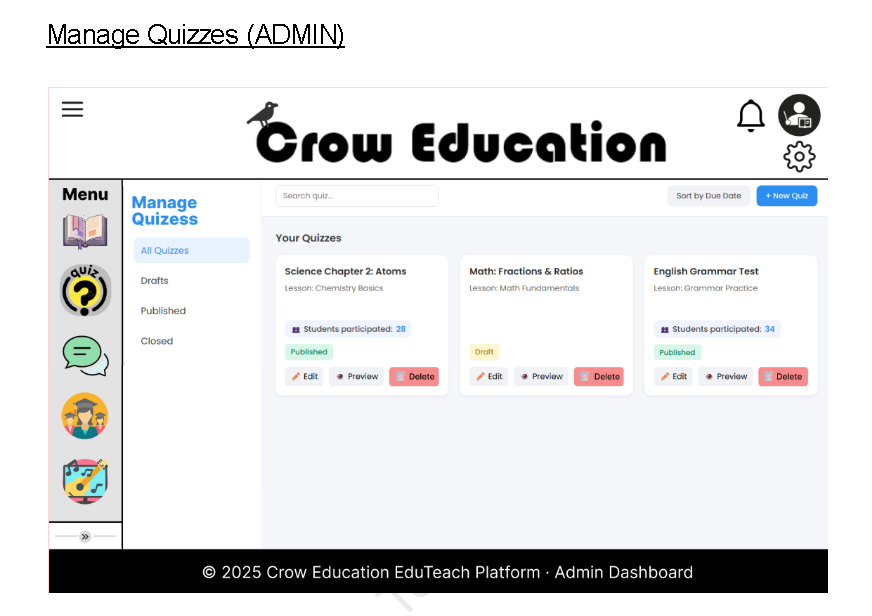 Manage Quizzes (ADMIN)
Crow Education
Menu
quiz
Manage
Quizess
All Quizzes
Drafts
Published
Closed
Search quiz...
Sort by Due Date
+ New Quiz
Your Quizzes
Science Chapter 2: Atoms
Lesson: Chemistry Basics
Students participated: 28
Published
Edit Preview Delete
Math: Fractions & Ratios
Lesson: Math Fundamentals
Draft
Edit Preview Delete
English Grammar Test
Lesson: Grammar Practice
Students participated: 34
Published
Edit Preview Delete
»
© 2025 Crow Education EduTeach Platform · Admin Dashboard